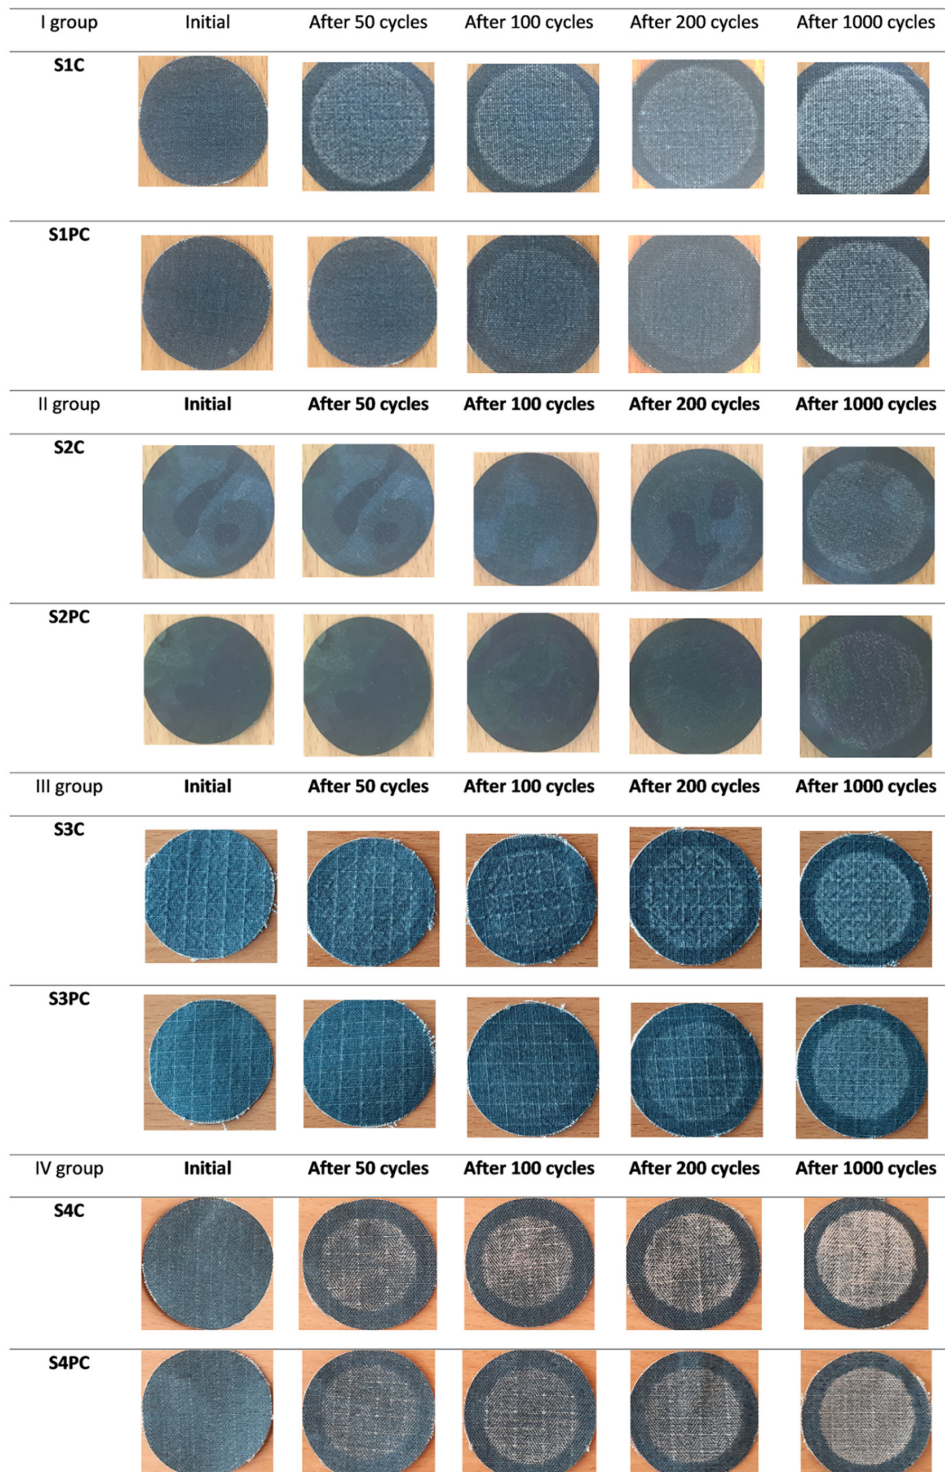 I group Initial After 50 cycles After 100 cycles After 200 cycles After 1000 cycles
S1C
S1PC
II group Initial After 50 cycles After 100 cycles After 200 cycles After 1000 cycles
S2C
S2PC
III group Initial After 50 cycles After 100 cycles After 200 cycles After 1000 cycles
S3C
S3PC
IV group Initial After 50 cycles After 100 cycles After 200 cycles After 1000 cycles
S4C
S4PC